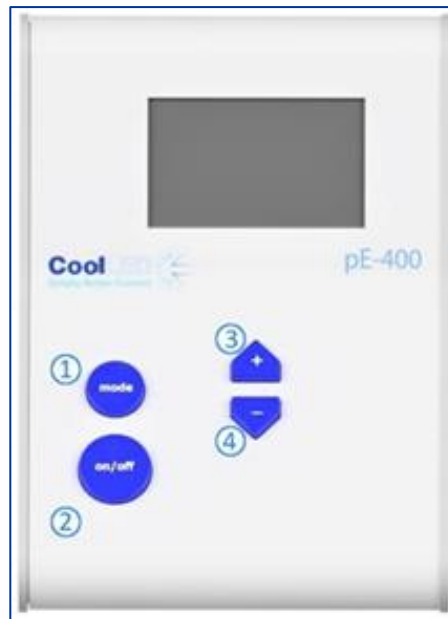 Cool
pE-400
① mode
② on/off
③ +
④ −